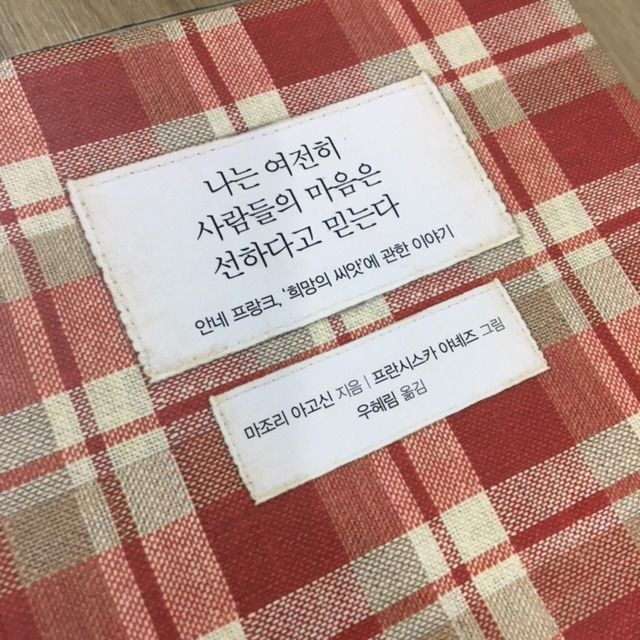 나는 여전히
사람들의 마음은
선하다고 믿는다
안네 프랑크, '희망의 씨앗'에 관한 이야기
마조리 아고신 지음 | 프란시스카 야녜즈 그림
우혜림 옮김